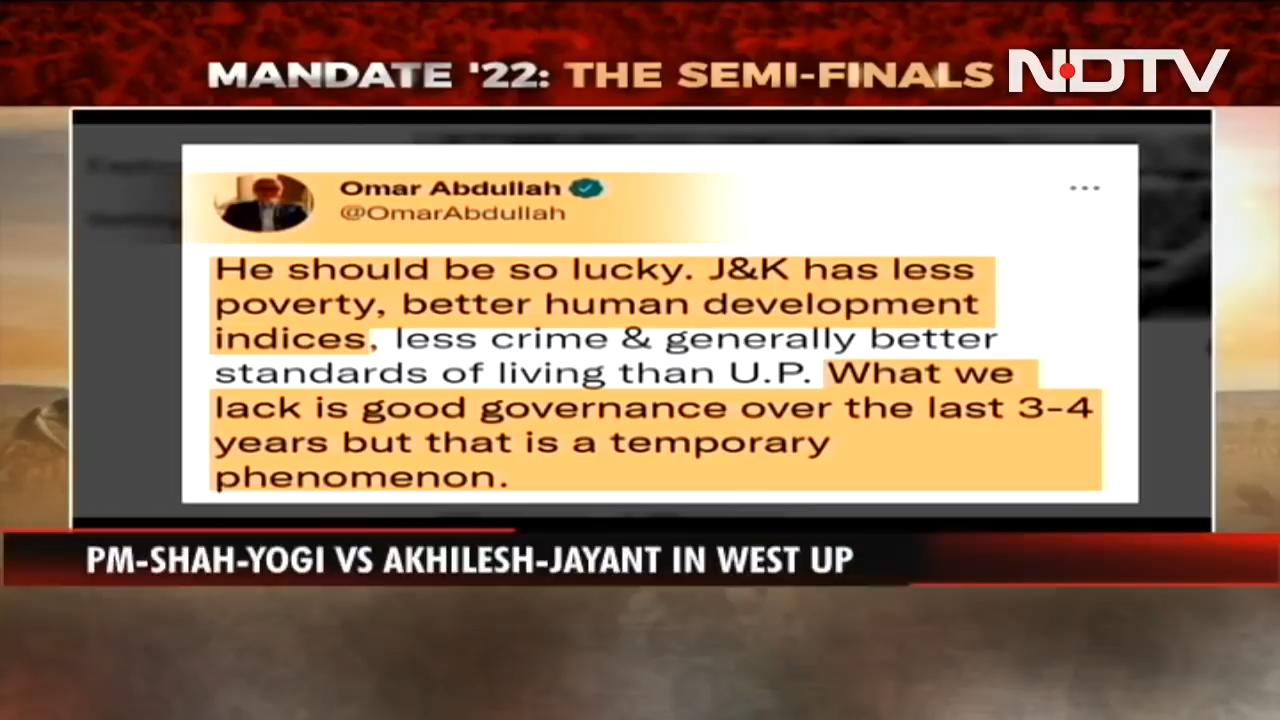 MANDATE '22: THE SEMI-FINALS NDTV
Omar Abdullah
@OmarAbdullah
He should be so lucky. J&K has less
poverty, better human development
indices, less crime & generally better
standards of living than U.P. What we
lack is good governance over the last 3-4
years but that is a temporary
phenomenon.
PM-SHAH-YOGI VS AKHILESH-JAYANT IN WEST UP